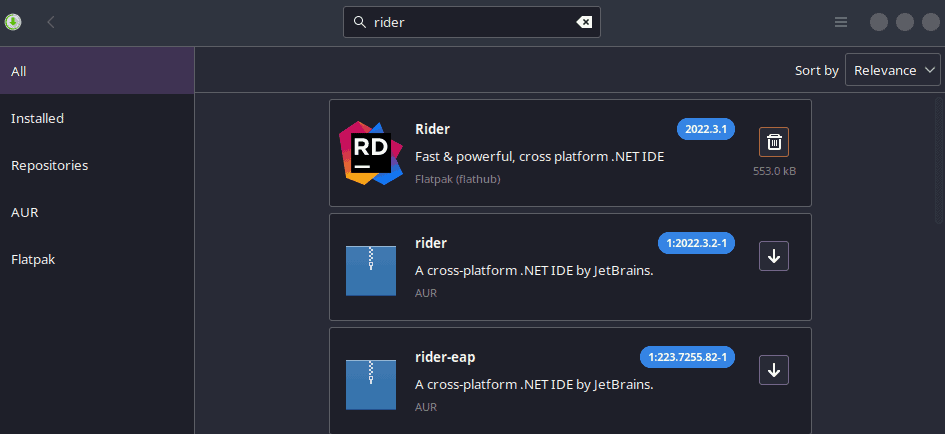 rider
All
Installed
Repositories
AUR
Flatpak
Sort by Relevance
RD
Rider 2022.3.1
Fast & powerful, cross platform .NET IDE
Flatpak (flathub)
553.0 kB
rider 1:2022.3.2-1
A cross-platform .NET IDE by JetBrains.
AUR
rider-eap 1:223.7255.82-1
A cross-platform .NET IDE by JetBrains.
AUR